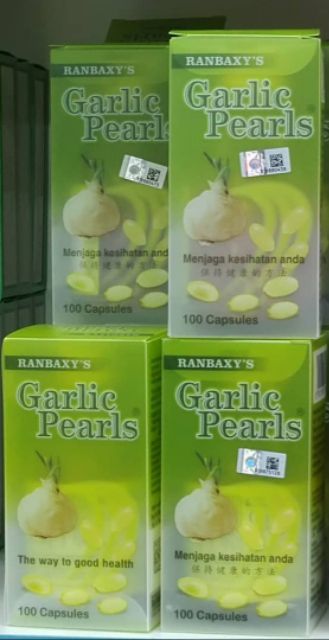 RANBAXY'S
Garlic
Pearls
Menjaga kesihatan and
保持健康的方法
100 Capsules
RANBAXY'S
Garlic
Pearls
Menjaga kesihatan anda
保持健康的方法
100 Capsules
RANBAXY'S
Garlic
Pearls
The way to good health
100 Capsules
RANBAXY'S
Garlic
Pearls
Menjaga kesihatan anda
保持健康的方法
100 Capsules